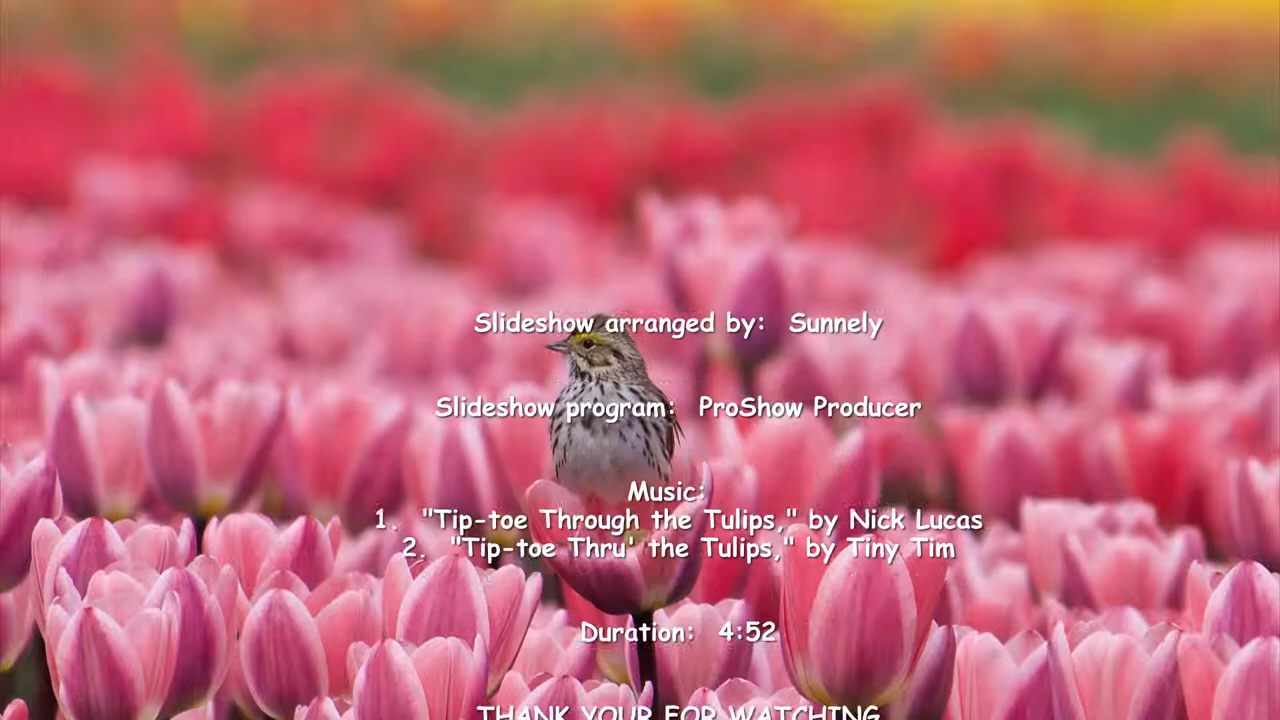 Slideshow arranged by: Sunnely
Slideshow program: ProShow Producer
Music:
1. "Tip-toe Through the Tulips," by Nick Lucas
2. "Tip-toe Thru' the Tulips," by Tiny Tim
Duration: 4:52
THANK YOUR FOR WATCHING